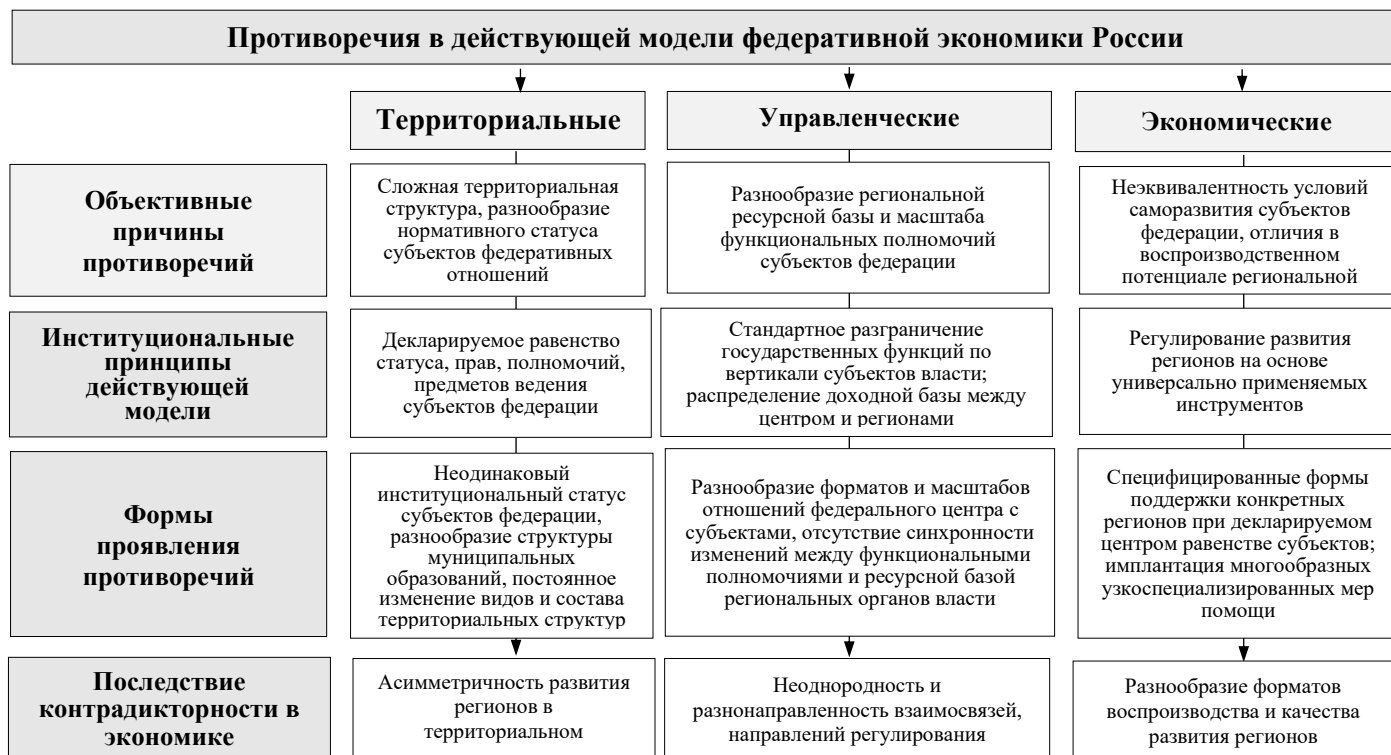 Противоречия в действующей модели федеративной экономики России
Территориальные
Управленческие
Экономические
Объективные
причины
противоречий
Сложная территориальная
структура, разнообразие
нормативного статуса
субъектов федеративных
отношений
Разнообразие региональной
ресурсной базы и масштаба
функциональных полномочий
субъектов федерации
Неэквивалентность условий
саморазвития субъектов
федерации, отличия в
воспроизводственном
потенциале региональной
Институциональные
принципы
действующей
модели
Декларируемое равенство
статуса, прав, полномочий,
предметов ведения
субъектов федерации
Стандартное разграничение
государственных функций по
вертикали субъектов власти;
распределение доходной базы между
центром и регионами
Регулирование развития
регионов на основе
универсально применяемых
инструментов
Формы
проявления
противоречий
Неодинаковый
институциональный статус
субъектов федерации,
разнообразие структуры
муниципальных
образований, постоянное
изменение видов и состава
территориальных структур
Разнообразие форматов и масштабов
отношений федерального центра с
субъектами, отсутствие синхронности
изменений между функциональными
полномочиями и ресурсной базой
региональных органов власти
Специфицированные формы
поддержки конкретных
регионов при декларируемом
центром равенстве субъектов;
имплантация многообразных
узкоспециализированных мер
помощи
Последствие
контрадикторности в
экономике
Асимметричность развития
регионов в
территориальном
Неоднородность и
разнонаправленность взаимосвязей,
направлений регулирования
Разнообразие форматов
воспроизводства и качества
развития регионов